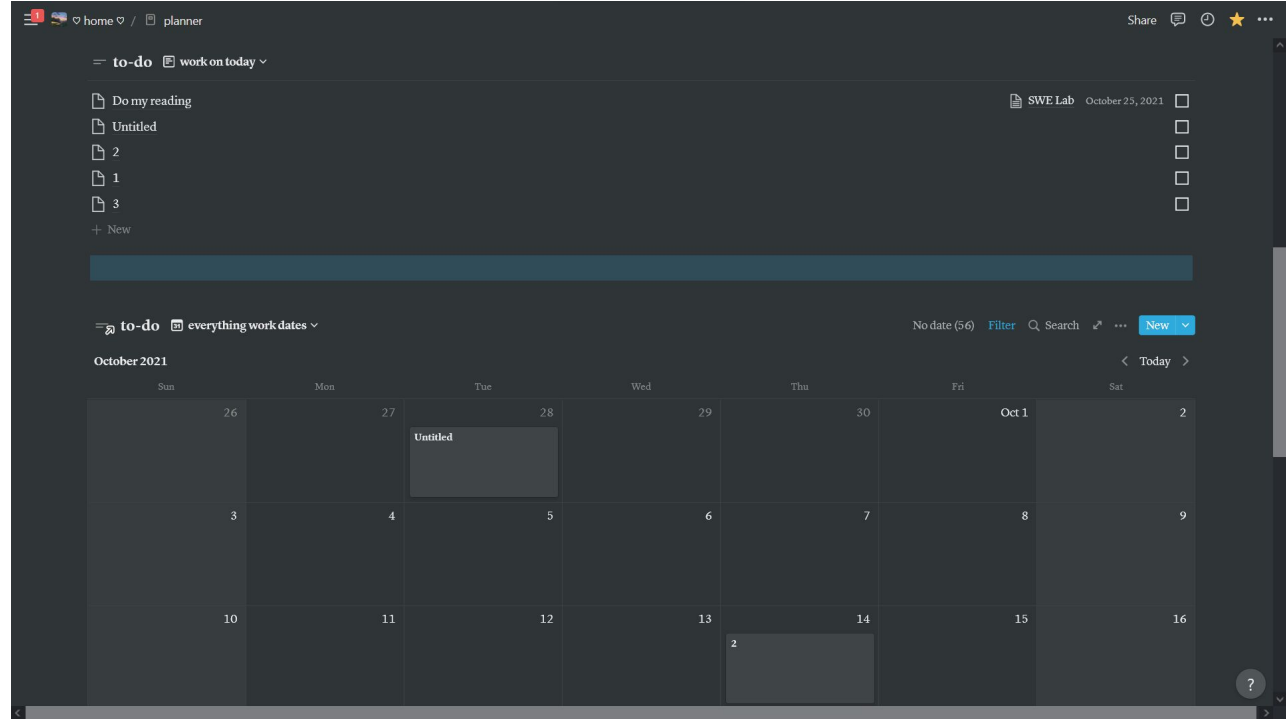 1 ♡ home ♡ / planner Share
to-do work on today
Do my reading SWE Lab October 25, 2021
Untitled
2
1
3
+ New
to-do 31 everything work dates No date (56) Filter Search ••• New
October 2021 < Today >
Sun Mon Tue Wed Thu Fri Sat
26 27 28 29 30 Oct 1 2
Untitled
3 4 5 6 7 8 9
10 11 12 13 14 15 16
2
?